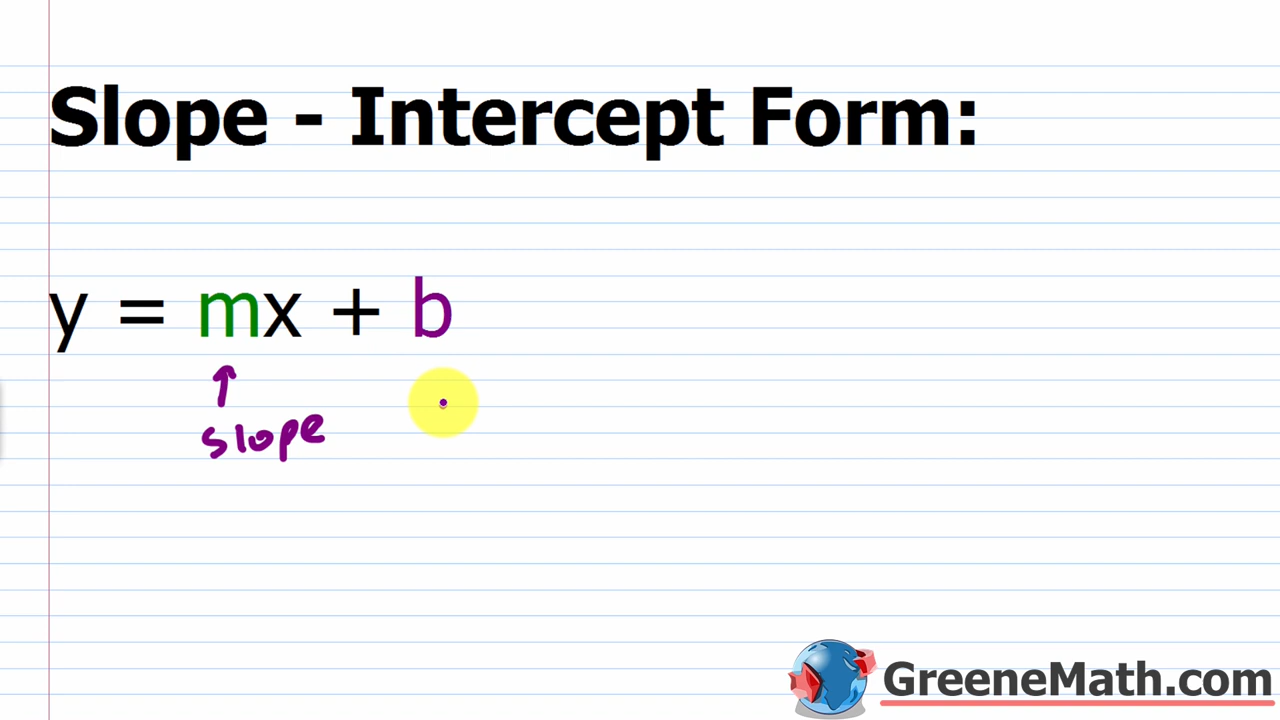 Slope - Intercept Form:
y = mx + b
slope
GreeneMath.com